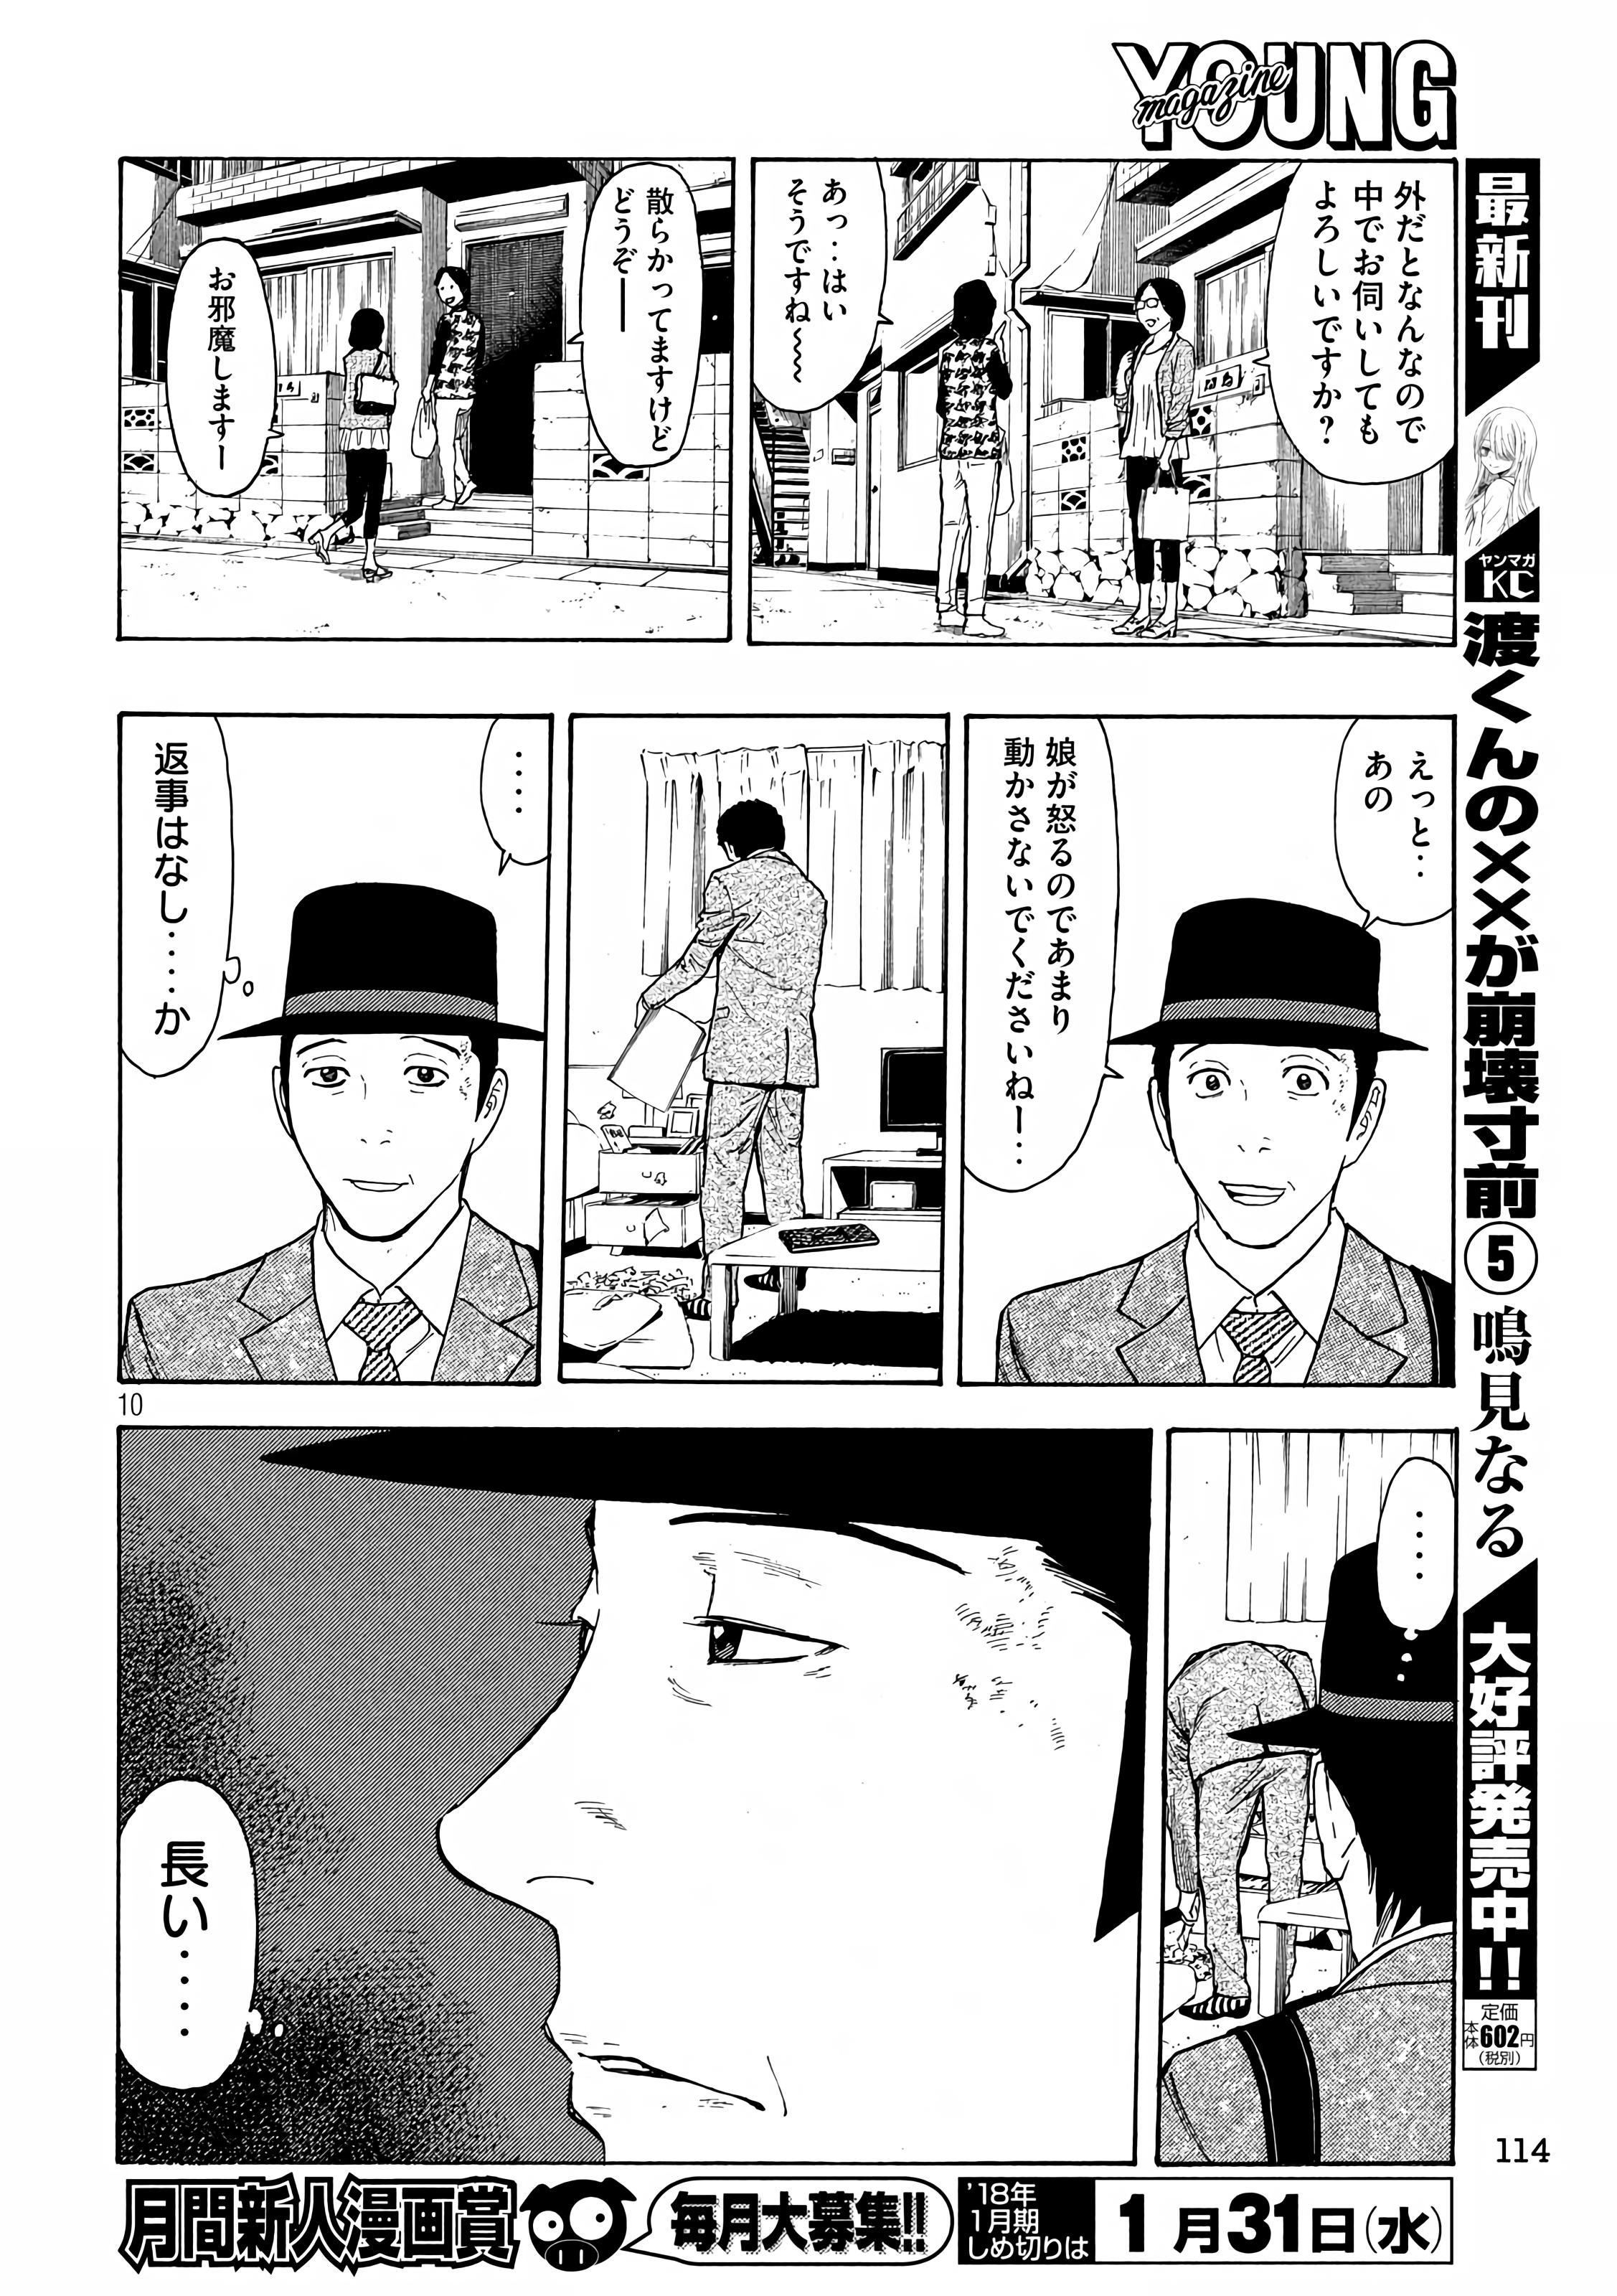 YOUNG
magazine
外だとなんなので
中でお伺いしても
よろしいですか?
あっ‥はい
そうですね〜〜〜
散らかってますけど
どうぞ――
お邪魔しますー
えっと‥
あの
娘が怒るのであまり
動かさないでくださいねー‥
‥‥
返事はなし‥‥か
‥‥
長い‥‥
10
最新刊
ヤンマガ
KC
渡くんの××が崩壊寸前⑤
鳴見なる
大好評発売中!!
定価
本体602円
(税別)
114
月間新人漫画賞
毎月大募集!!
'18年
1月期
しめ切りは
1月31日(水)